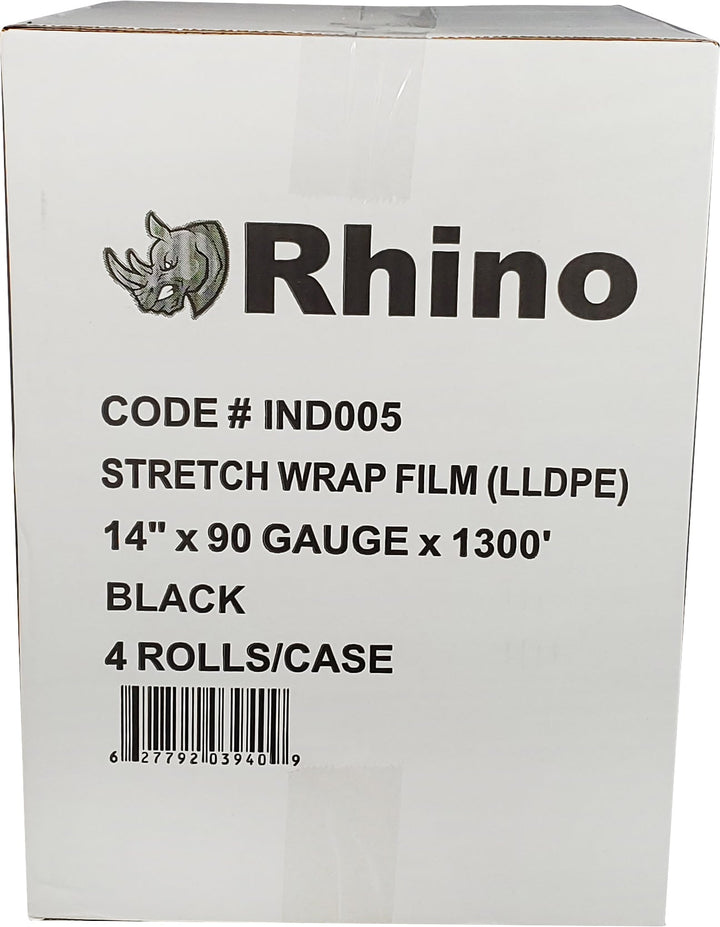 Rhino
CODE # IND005
STRETCH WRAP FILM (LLDPE)
14" x 90 GAUGE x 1300'
BLACK
4 ROLLS/CASE
6 27792 03940 9